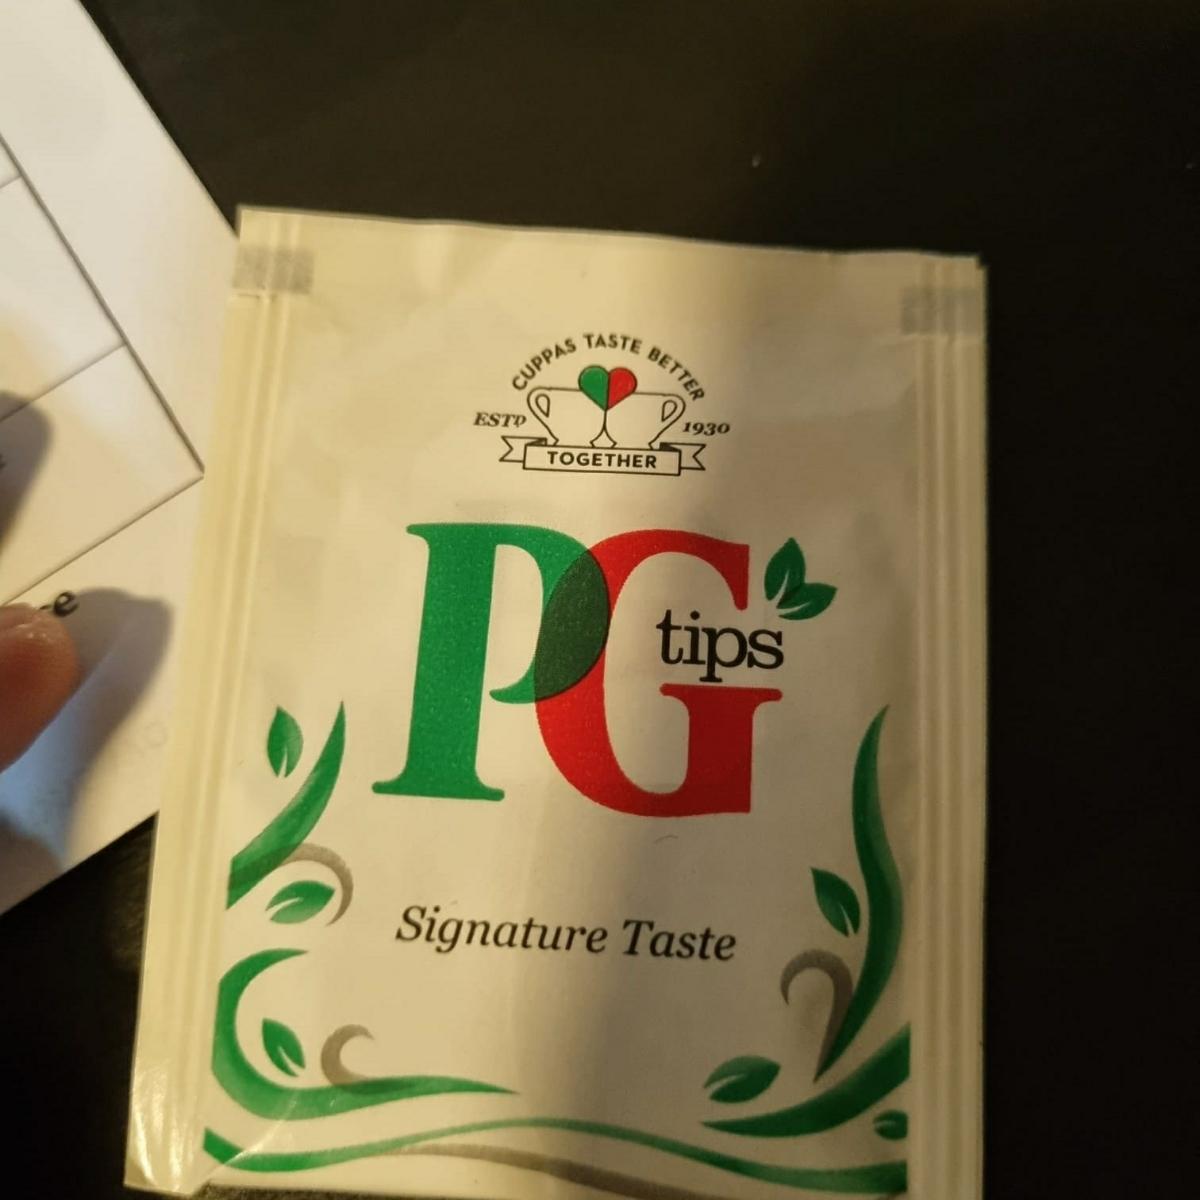 CUPPAS TASTE BETTER
ESTD 1930
TOGETHER
PG
tips
Signature Taste